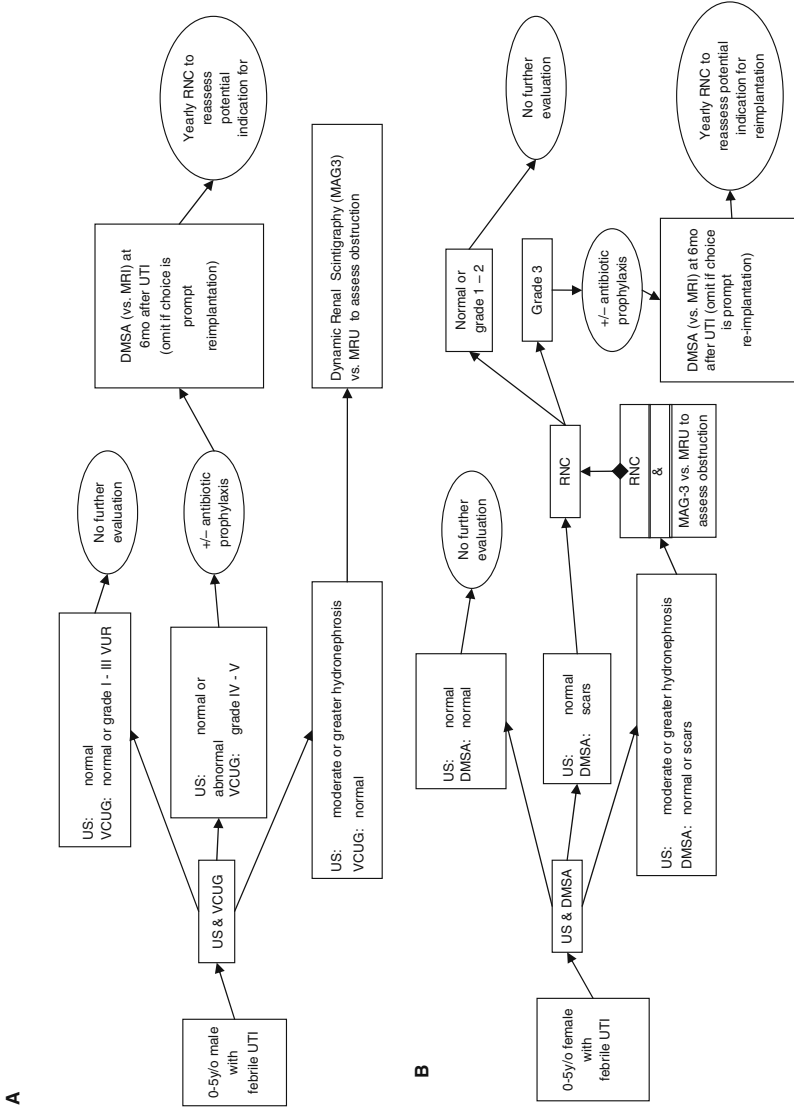 A
0-5y/o male
with
febrile UTI
US & VCUG
US: normal
VCUG: normal or grade I - III VUR
No further
evaluation
US: normal or
abnormal
VCUG: grade IV - V
+/– antibiotic
prophylaxis
DMSA (vs. MRI) at
6mo after UTI
(omit if choice is
prompt
reimplantation)
Yearly RNC to
reassess
potential
indication for
US: moderate or greater hydronephrosis
VCUG: normal
Dynamic Renal Scintigraphy (MAG3)
vs. MRU to assess obstruction
B
0-5y/o female
with
febrile UTI
US & DMSA
US: normal
DMSA: normal
No further
evaluation
US: normal
DMSA: scars
RNC
Normal or
grade 1 – 2
No further
evaluation
Grade 3
+/– antibiotic
prophylaxis
DMSA (vs. MRI) at 6mo
after UTI (omit if choice
is prompt
re-implantation)
Yearly RNC to
reassess potential
indication for
reimplantation
US: moderate or greater hydronephrosis
DMSA: normal or scars
RNC
&
MAG-3 vs. MRU to
assess obstruction